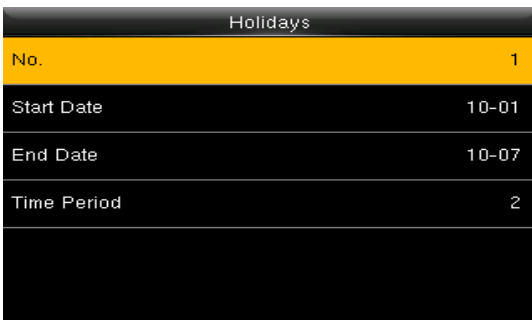 Holidays
No. 1
Start Date 10-01
End Date 10-07
Time Period 2